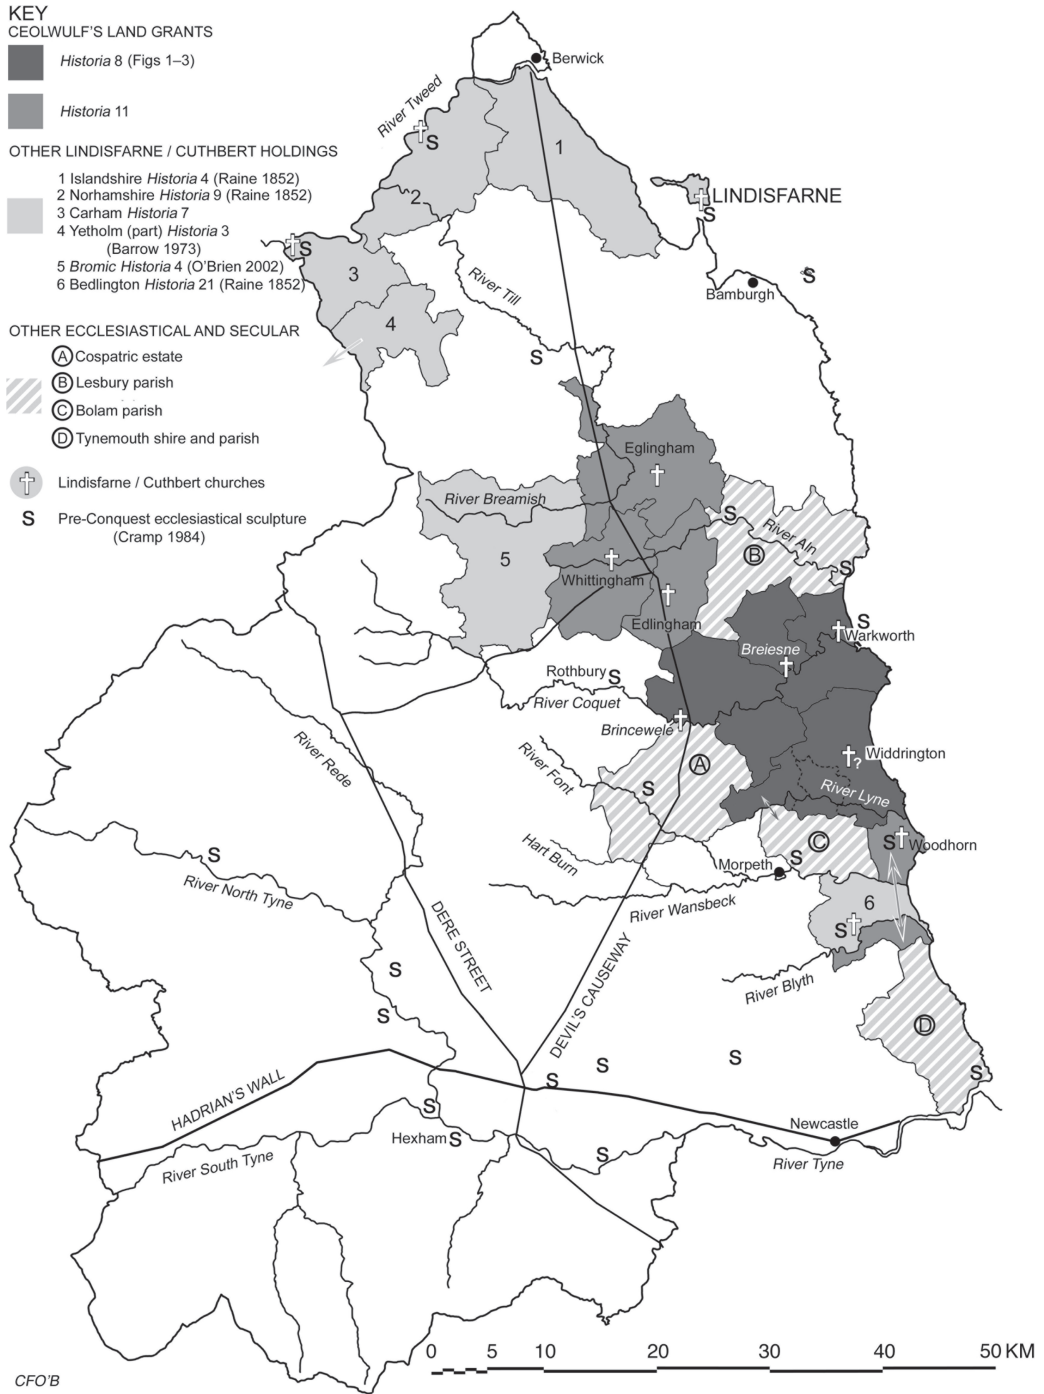 KEY
CEOLWULF'S LAND GRANTS
Historia 8 (Figs 1–3)
Historia 11
OTHER LINDISFARNE / CUTHBERT HOLDINGS
1 Islandshire Historia 4 (Raine 1852)
2 Norhamshire Historia 9 (Raine 1852)
3 Carham Historia 7
4 Yetholm (part) Historia 3
(Barrow 1973)
5 Bromic Historia 4 (O'Brien 2002)
6 Bedlington Historia 21 (Raine 1852)
OTHER ECCLESIASTICAL AND SECULAR
A Cospatric estate
B Lesbury parish
C Bolam parish
D Tynemouth shire and parish
Lindisfarne / Cuthbert churches
S Pre-Conquest ecclesiastical sculpture
(Cramp 1984)
Berwick
River Tweed
S
1
2
LINDISFARNE
S
S
3
River Till
S
Bamburgh
4
S
Eglingham
River Breamish
S
River Aln
5
B
S
Whittingham
Edlingham
S
Warkworth
Breiesne
Rothbury S
River Coquet
Brincewele
River Font
River Rede
A
S
? Widdrington
River Lyne
Hart Burn
C
S
S
Woodhorn
S
Morpeth
River North Tyne
River Wansbeck
6
S
DERE STREET
DEVIL'S CAUSEWAY
S
S
River Blyth
D
S
S
S
S
HADRIAN'S WALL
S
Hexham S
Newcastle
S
River South Tyne
River Tyne
0 5 10 20 30 40 50 KM
CFO'B